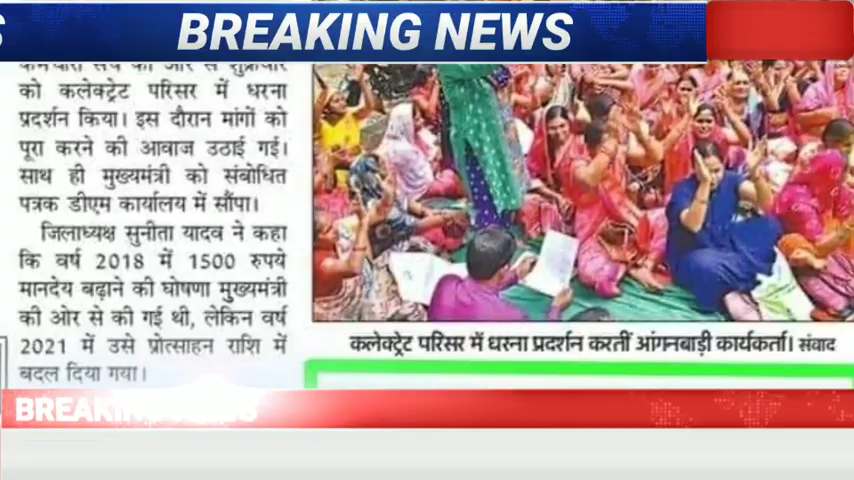 BREAKING NEWS
को कलेक्ट्रेट परिसर में धरना
प्रदर्शन किया। इस दौरान मांगों को
पूरा करने की आवाज उठाई गई।
साथ ही मुख्यमंत्री को संबोधित
पत्रक डीएम कार्यालय में सौंपा।
जिलाध्यक्ष सुनीता यादव ने कहा
कि वर्ष 2018 में 1500 रुपये
मानदेय बढ़ाने की घोषणा मुख्यमंत्री
की ओर से की गई थी, लेकिन वर्ष
2021 में उसे प्रोत्साहन राशि में
बदल दिया गया।
कलेक्ट्रेट परिसर में धरना प्रदर्शन करतीं आंगनबाड़ी कार्यकर्ता। संवाद
BREAKING NEWS